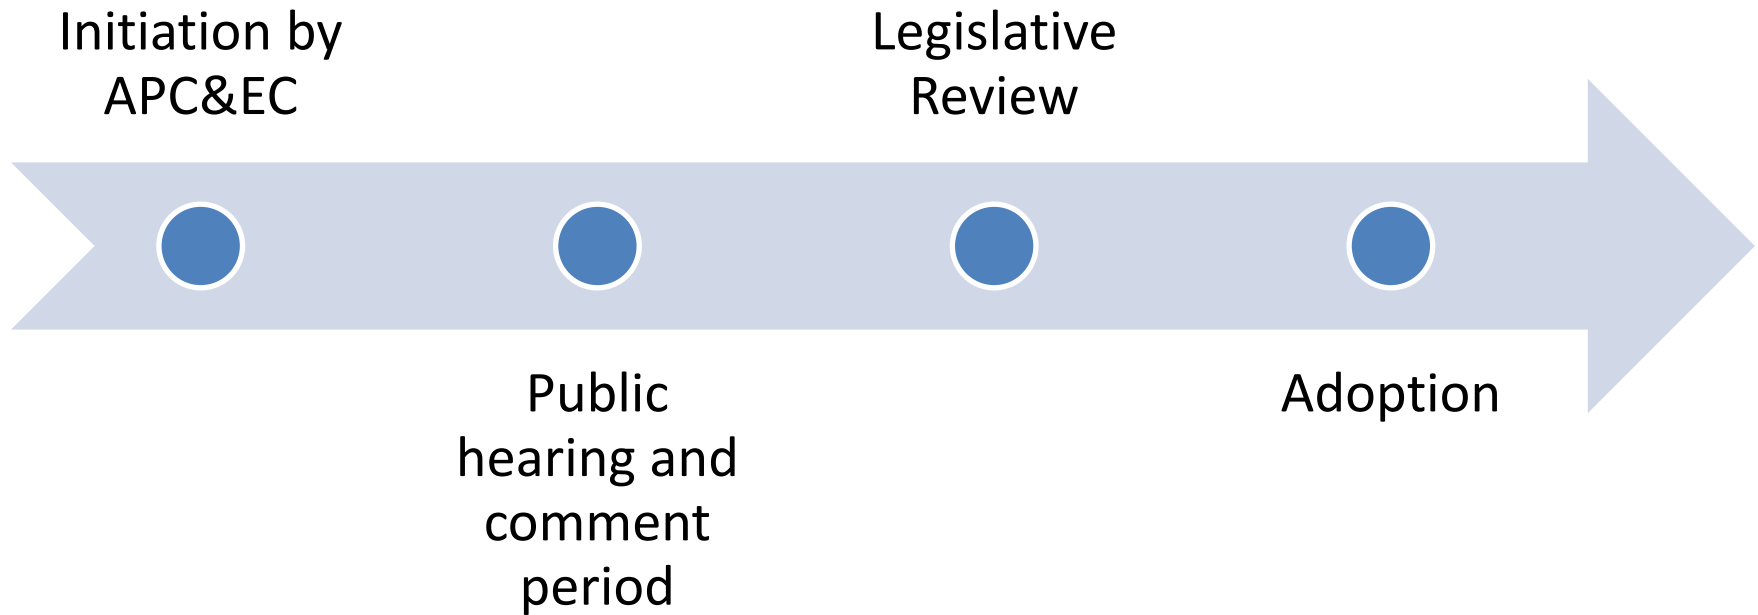 Initiation by
APC&EC
Public
hearing and
comment
period
Legislative
Review
Adoption